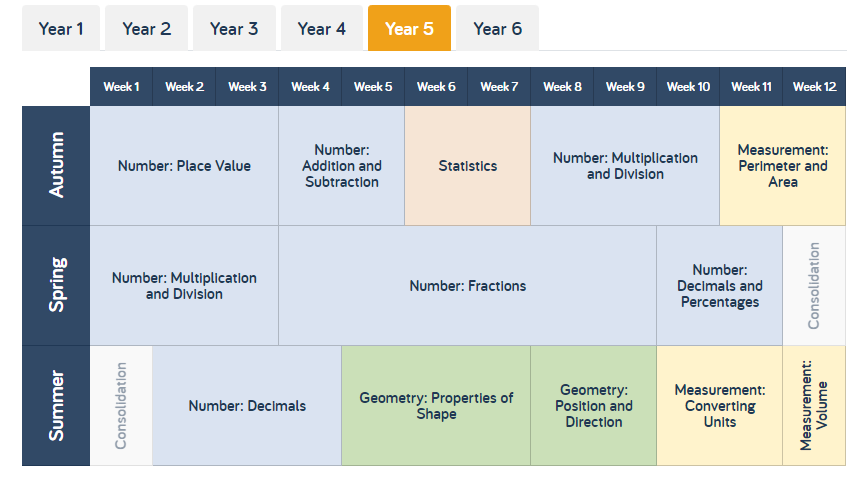 Year 1
Year 2
Year 3
Year 4
Year 5
Year 6
Week 1
Week 2
Week 3
Week 4
Week 5
Week 6
Week 7
Week 8
Week 9
Week 10
Week 11
Week 12
Autumn
Number: Place Value
Number:
Addition and
Subtraction
Statistics
Number: Multiplication
and Division
Measurement:
Perimeter and
Area
Spring
Number: Multiplication
and Division
Number: Fractions
Number:
Decimals and
Percentages
Consolidation
Summer
Consolidation
Number: Decimals
Geometry: Properties of
Shape
Geometry:
Position and
Direction
Measurement:
Converting
Units
Measurement:
Volume